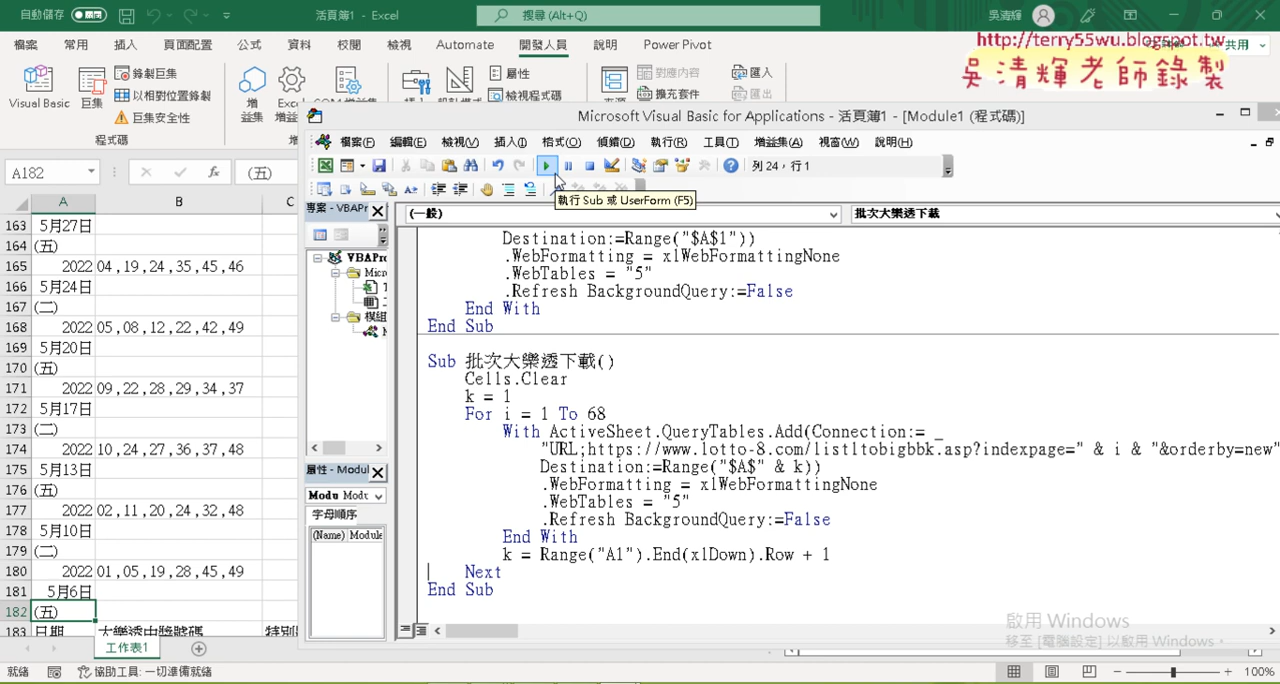 自動儲存
活頁簿1 - Excel
搜尋 (Alt+Q)
吳清輝
http://terry55wu.blogspot.tw
吳清輝老師錄製
檔案 常用 插入 頁面配置 公式 資料 校閱 檢視 Automate 開發人員 說明 Power Pivot
共用
Visual Basic 巨集
錄製巨集
以相對位置錄製
巨集安全性
程式碼
增益集
屬性
檢視程式碼
對應內容
擴充套件
匯入
匯出
Microsoft Visual Basic for Applications - 活頁簿1 - [Module1 (程式碼)]
檔案(F) 編輯(E) 檢視(V) 插入(I) 格式(O) 偵錯(D) 執行(R) 工具(T) 增益集(A) 視窗(W) 說明(H)
列 24，行 1
執行 Sub 或 UserForm (F5)
A182
fx
(五)
A B C
163 5月27日
164 (五)
165 2022 04,19,24,35,45,46
166 5月24日
167 (二)
168 2022 05,08,12,22,42,49
169 5月20日
170 (五)
171 2022 09,22,28,29,34,37
172 5月17日
173 (二)
174 2022 10,24,27,36,37,48
175 5月13日
176 (五)
177 2022 02,11,20,24,32,48
178 5月10日
179 (二)
180 2022 01,05,19,28,45,49
181 5月6日
182 (五)
183 日期 大樂透中獎號碼 特別
工作表1
專案 - VBAPr
VBAPro
Micro
模組
屬性 - Modul
Modu Modu
字母順序
(Name) Module
(一般)
批次大樂透下載
Destination:=Range("$A$1"))
.WebFormatting = xlWebFormattingNone
.WebTables = "5"
.Refresh BackgroundQuery:=False
End With
End Sub
Sub 批次大樂透下載()
Cells.Clear
k = 1
For i = 1 To 68
With ActiveSheet.QueryTables.Add(Connection:= _
"URL;https://www.lotto-8.com/listltobigbbk.asp?indexpage=" & i & "&orderby=new"
Destination:=Range("$A$" & k))
.WebFormatting = xlWebFormattingNone
.WebTables = "5"
.Refresh BackgroundQuery:=False
End With
k = Range("A1").End(xlDown).Row + 1
Next
End Sub
啟用 Windows
移至 [電腦設定] 以啟用 Windows。
就緒
協助工具: 一切準備就緒
100%